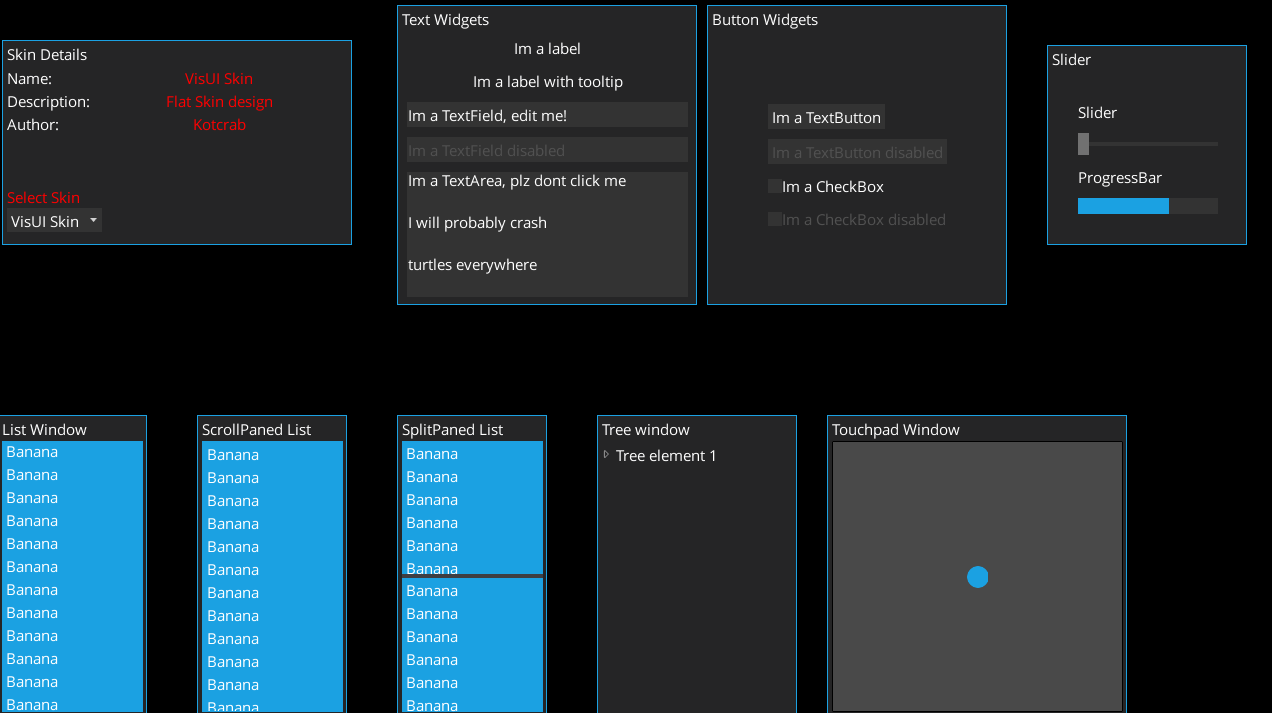 Skin Details
Name: VisUI Skin
Description: Flat Skin design
Author: Kotcrab
Select Skin
VisUI Skin
Text Widgets
Im a label
Im a label with tooltip
Im a TextField, edit me!
Im a TextField disabled
Im a TextArea, plz dont click me
I will probably crash
turtles everywhere
Button Widgets
Im a TextButton
Im a TextButton disabled
Im a CheckBox
Im a CheckBox disabled
Slider
Slider
ProgressBar
List Window
Banana
Banana
Banana
Banana
Banana
Banana
Banana
Banana
Banana
Banana
Banana
Banana
ScrollPaned List
Banana
Banana
Banana
Banana
Banana
Banana
Banana
Banana
Banana
Banana
Banana
Banana
SplitPaned List
Banana
Banana
Banana
Banana
Banana
Banana
Banana
Banana
Banana
Banana
Banana
Banana
Tree window
Tree element 1
Touchpad Window